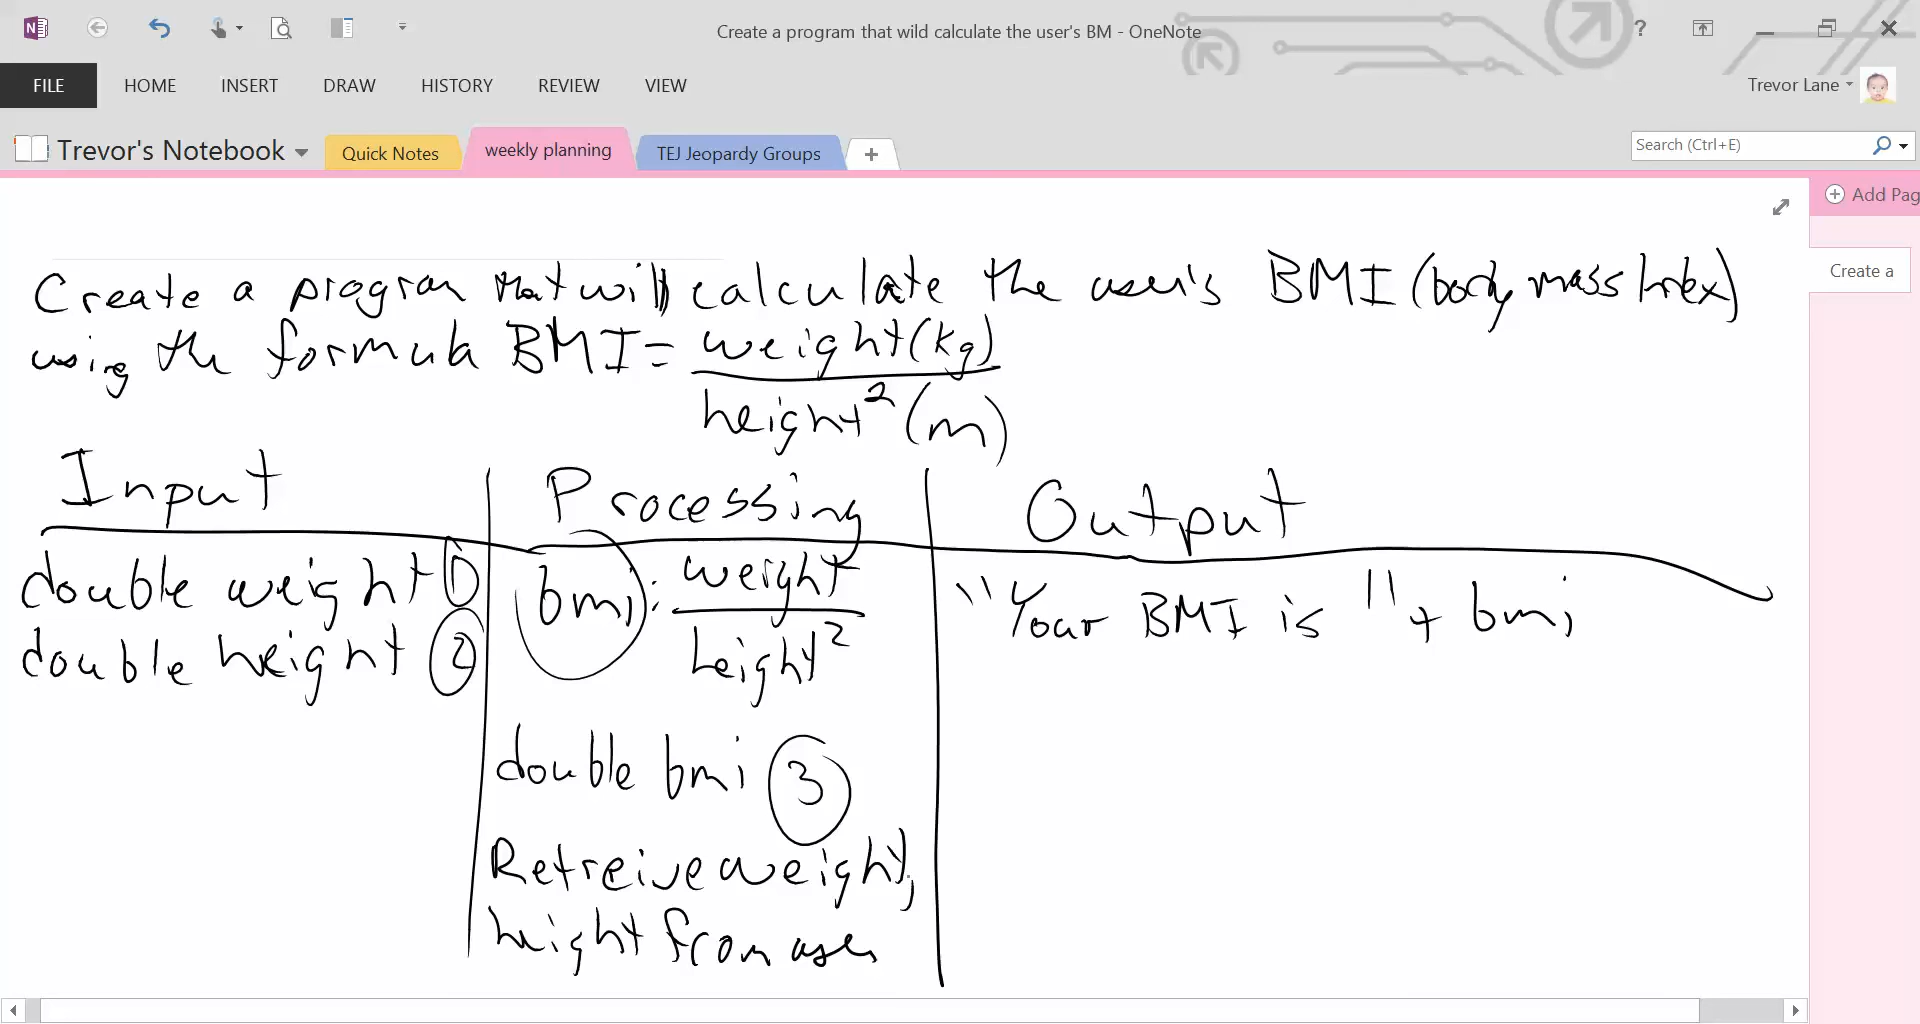 Create a program that wild calculate the user's BM - OneNote
?
FILE HOME INSERT DRAW HISTORY REVIEW VIEW
Trevor Lane
Trevor's Notebook Quick Notes weekly planning TEJ Jeopardy Groups +
Search (Ctrl+E)
Add Pag
Create a
Create a program that will calculate the user's BMI (body mass Index)
using the formula BMI = weight(kg)
height² (m)
Input Processing Output
double weight 1
double height 2
bmi: weight
height²
double bmi 3
Retreive weight,
height from user
"Your BMI is " + bmi